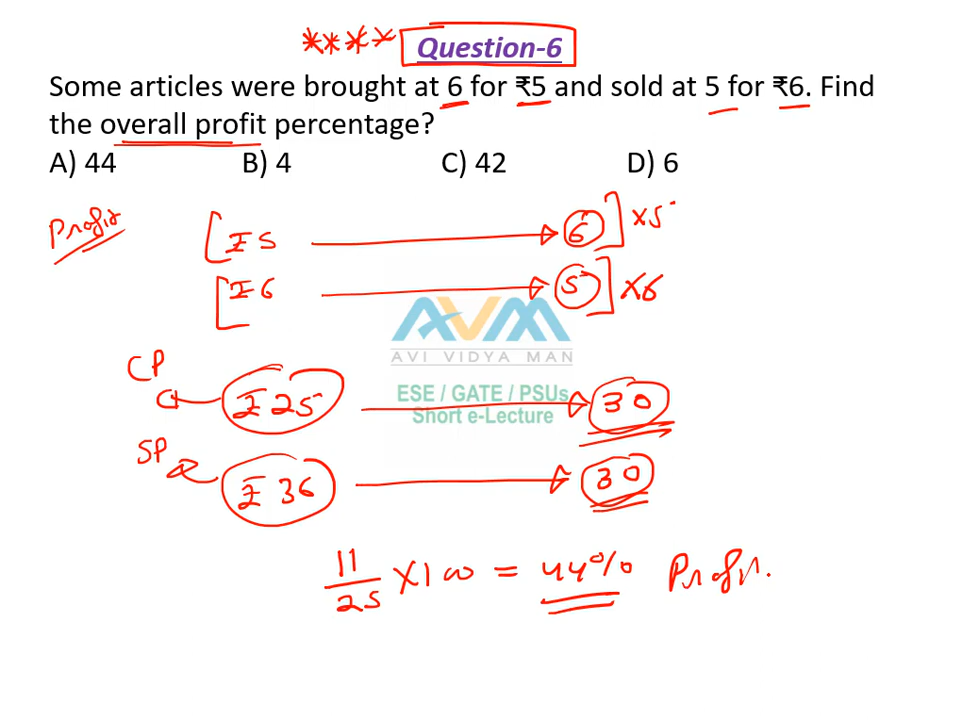 **** Question-6
Some articles were brought at 6 for ₹5 and sold at 5 for ₹6. Find
the overall profit percentage?
A) 44 B) 4 C) 42 D) 6
Profit
[₹5 → 6] ×5
[₹6 → 5] ×6
AVM
AVI VIDYA MAN
CP
ESE / GATE / PSUs
₹25 → 30
Short e-Lecture
SP
₹36 → 30
11/25 ×100 = 44% Profit.